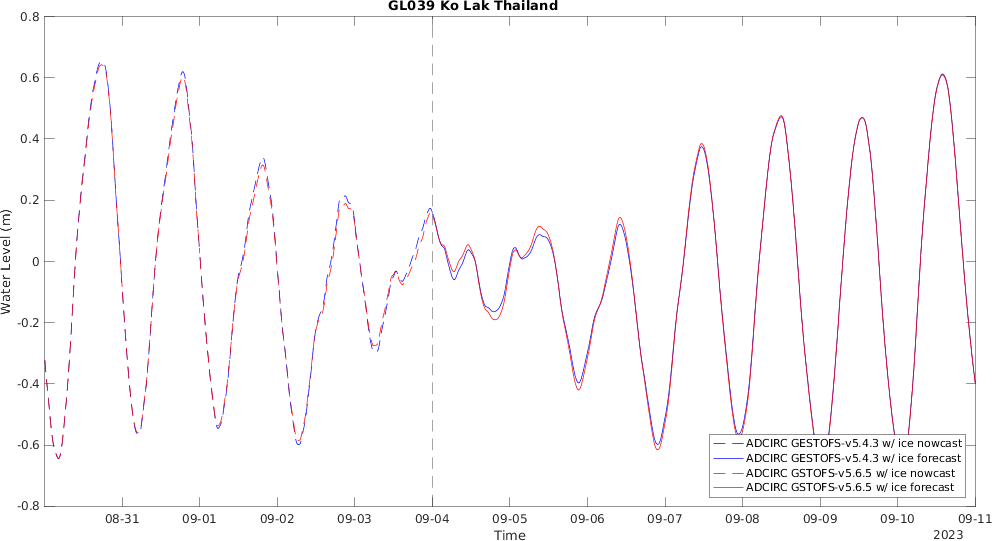 GL039 Ko Lak Thailand
0.8
0.6
0.4
0.2
0
-0.2
-0.4
-0.6
-0.8
Water Level (m)
ADCIRC GESTOFS-v5.4.3 w/ ice nowcast
ADCIRC GESTOFS-v5.4.3 w/ ice forecast
ADCIRC GSTOFS-v5.6.5 w/ ice nowcast
ADCIRC GSTOFS-v5.6.5 w/ ice forecast
08-31 09-01 09-02 09-03 09-04 09-05 09-06 09-07 09-08 09-09 09-10 09-11
Time
2023